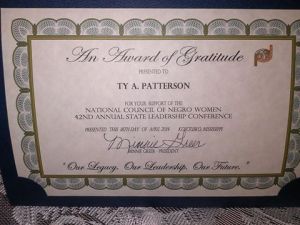 An Award of Gratitude
PRESENTED TO
TY A. PATTERSON
FOR YOUR SUPPORT OF THE
NATIONAL COUNCIL OF NEGRO WOMEN
42ND ANNUAL STATE LEADERSHIP CONFERENCE
PRESENTED THIS DAY OF APRIL KOSCIUSKO, MISSISSIPPI
Minnie Greer
MINNIE GREER - PRESIDENT
"Our Legacy. Our Leadership. Our Future."